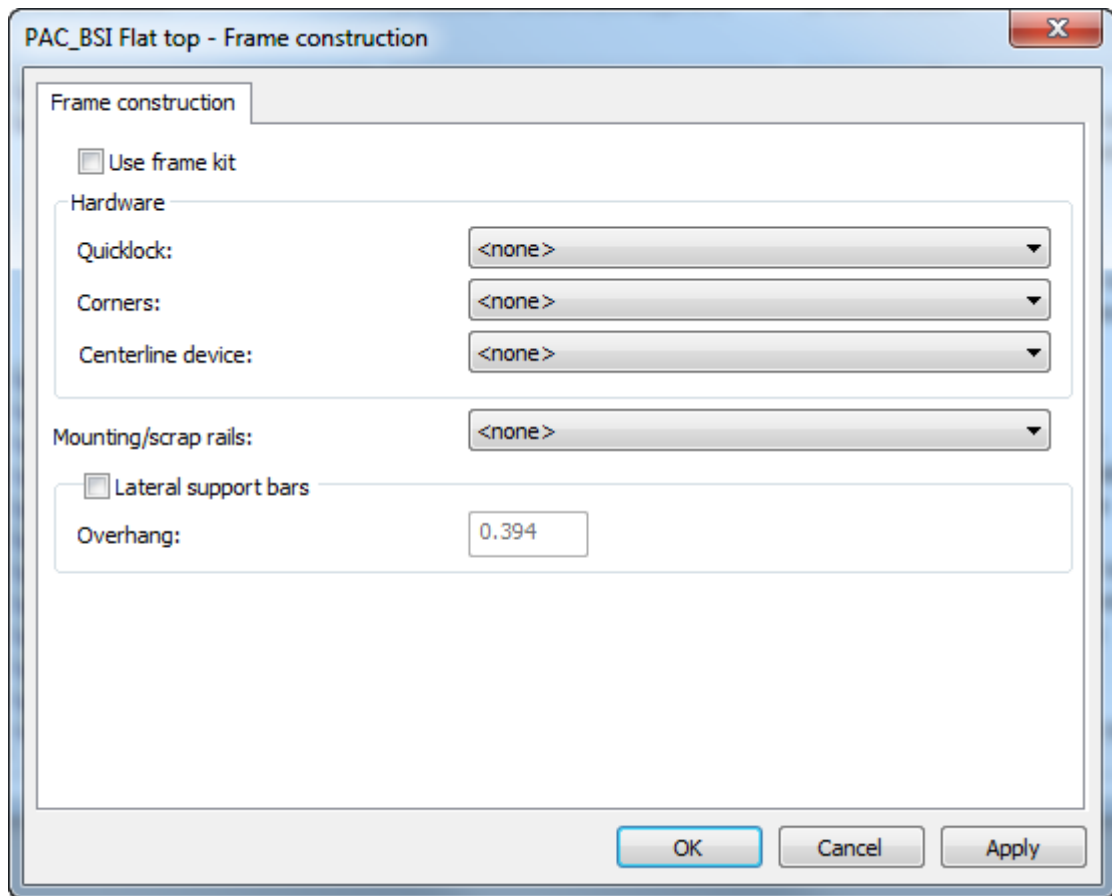 PAC_BSI Flat top - Frame construction
Frame construction
Use frame kit
Hardware
Quicklock: <none>
Corners: <none>
Centerline device: <none>
Mounting/scrap rails: <none>
Lateral support bars
Overhang: 0.394
OK Cancel Apply